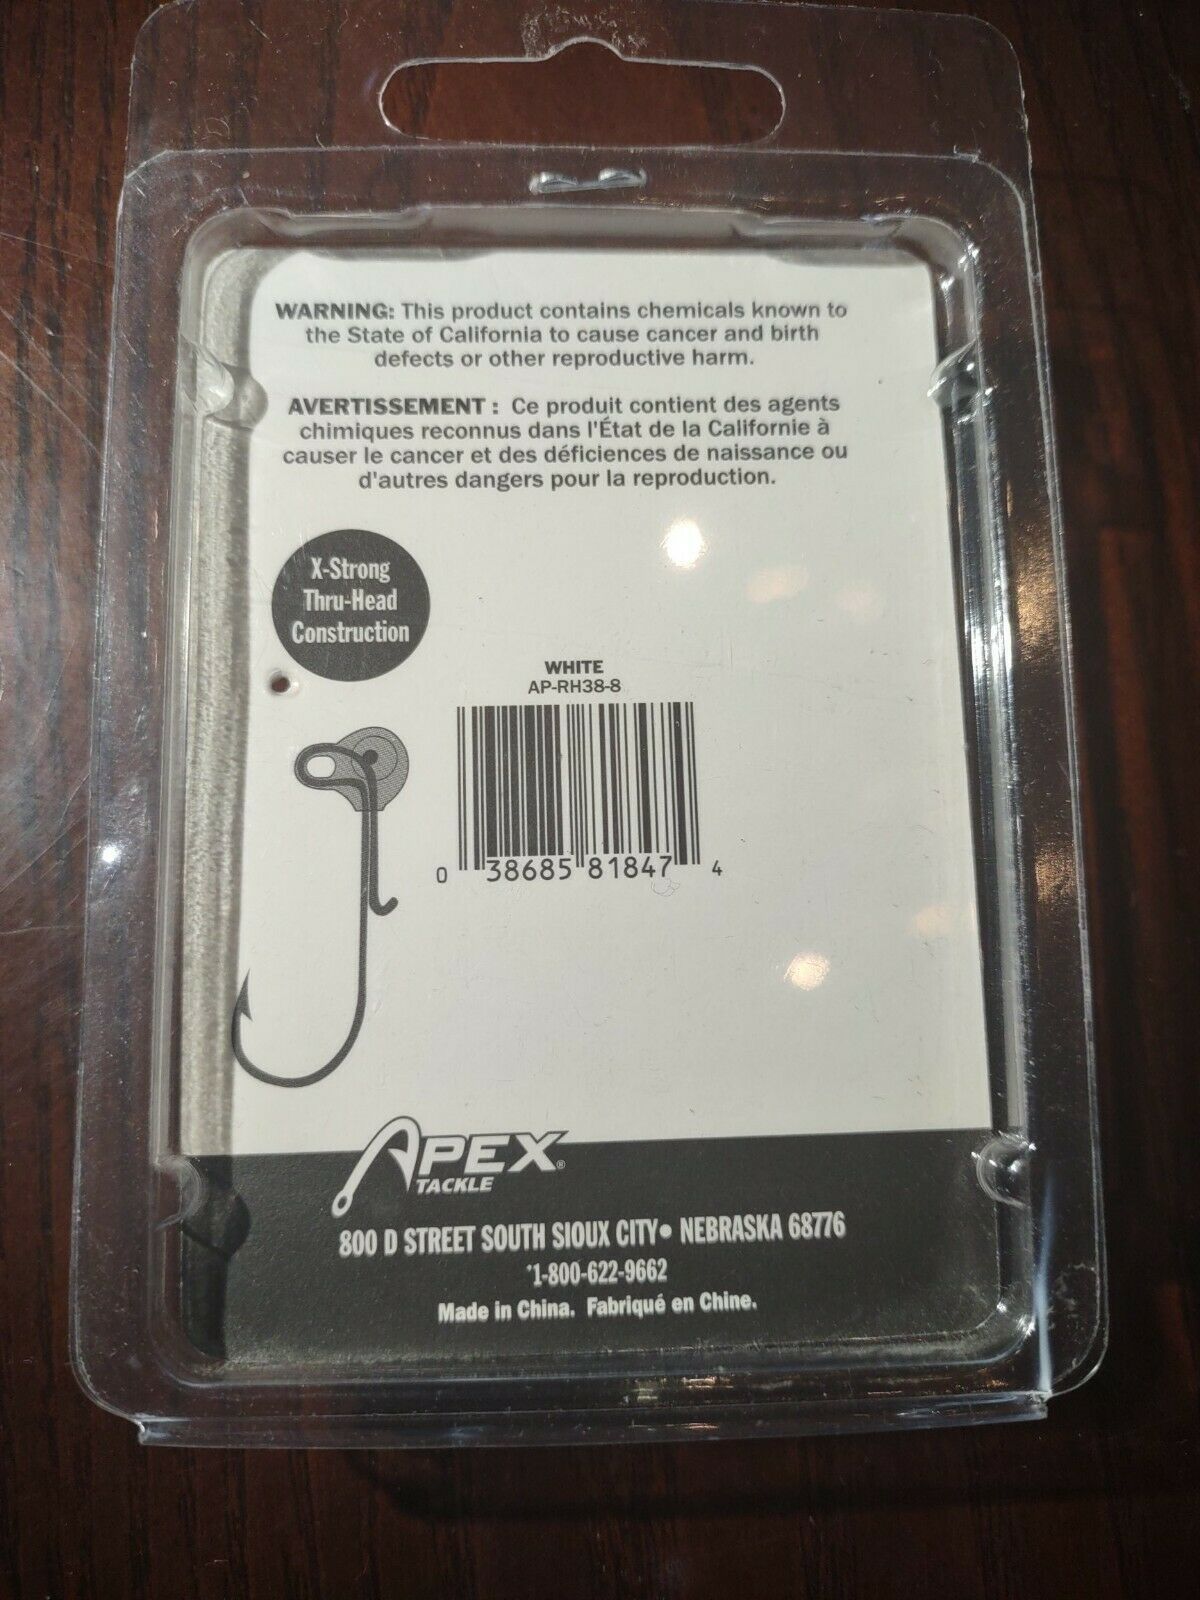 WARNING: This product contains chemicals known to
the State of California to cause cancer and birth
defects or other reproductive harm.
AVERTISSEMENT : Ce produit contient des agents
chimiques reconnus dans l'État de la Californie à
causer le cancer et des déficiences de naissance ou
d'autres dangers pour la reproduction.
X-Strong
Thru-Head
Construction
WHITE
AP-RH38-8
0 38685 81847 4
APEX®
TACKLE
800 D STREET SOUTH SIOUX CITY• NEBRASKA 68776
*1-800-622-9662
Made in China. Fabriqué en Chine.